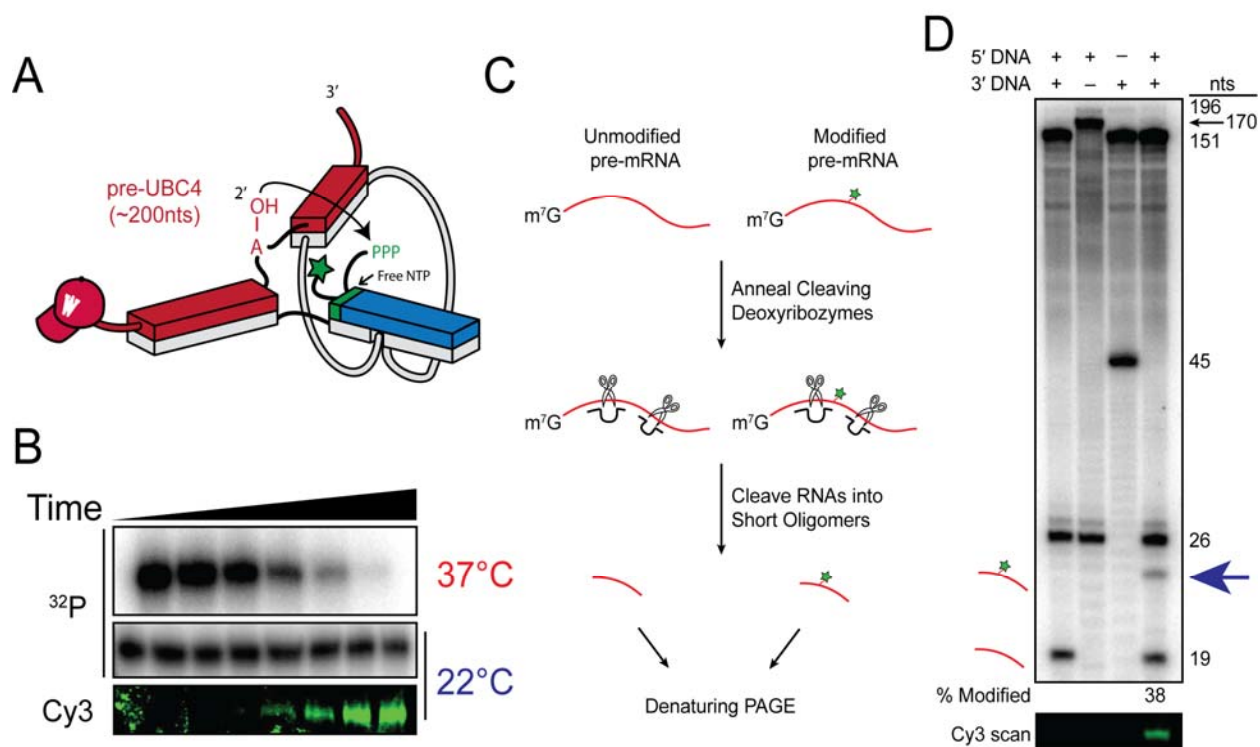 A
3′
pre-UBC4
(~200nts)
2′
OH
A
PPP
Free NTP
B
Time
32P
37°C
22°C
Cy3
C
Unmodified
pre-mRNA
Modified
pre-mRNA
m7G
m7G
Anneal Cleaving
Deoxyribozymes
m7G
m7G
Cleave RNAs into
Short Oligomers
Denaturing PAGE
D
5′ DNA + + − +
3′ DNA + − + +
nts
196
170
151
45
26
19
% Modified 38
Cy3 scan